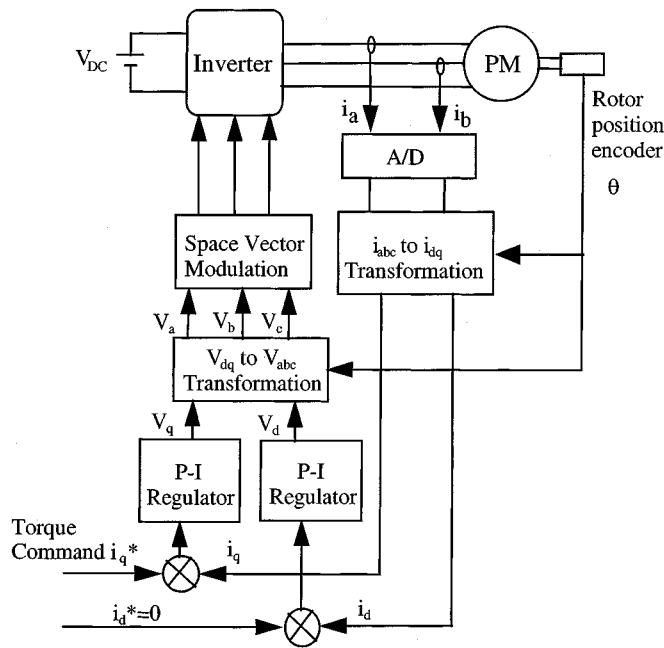 V_DC
Inverter
PM
i_a
i_b
Rotor
position
encoder
θ
A/D
Space Vector
Modulation
i_abc to i_dq
Transformation
V_a
V_b
V_c
V_dq to V_abc
Transformation
V_q
V_d
P-I
Regulator
P-I
Regulator
Torque
Command i_q*
i_q
i_d*=0
i_d